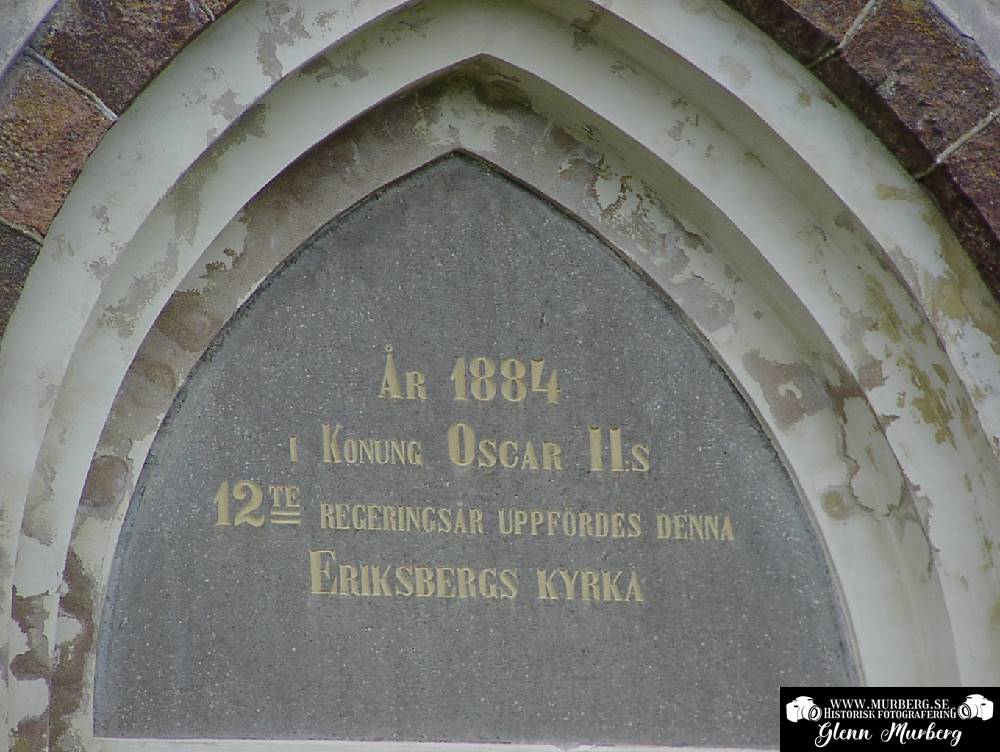 År 1884
i Konung Oscar II:s
12TE regeringsår uppfördes denna
Eriksbergs kyrka
www.murberg.se
Historisk fotografering
Glenn Murberg